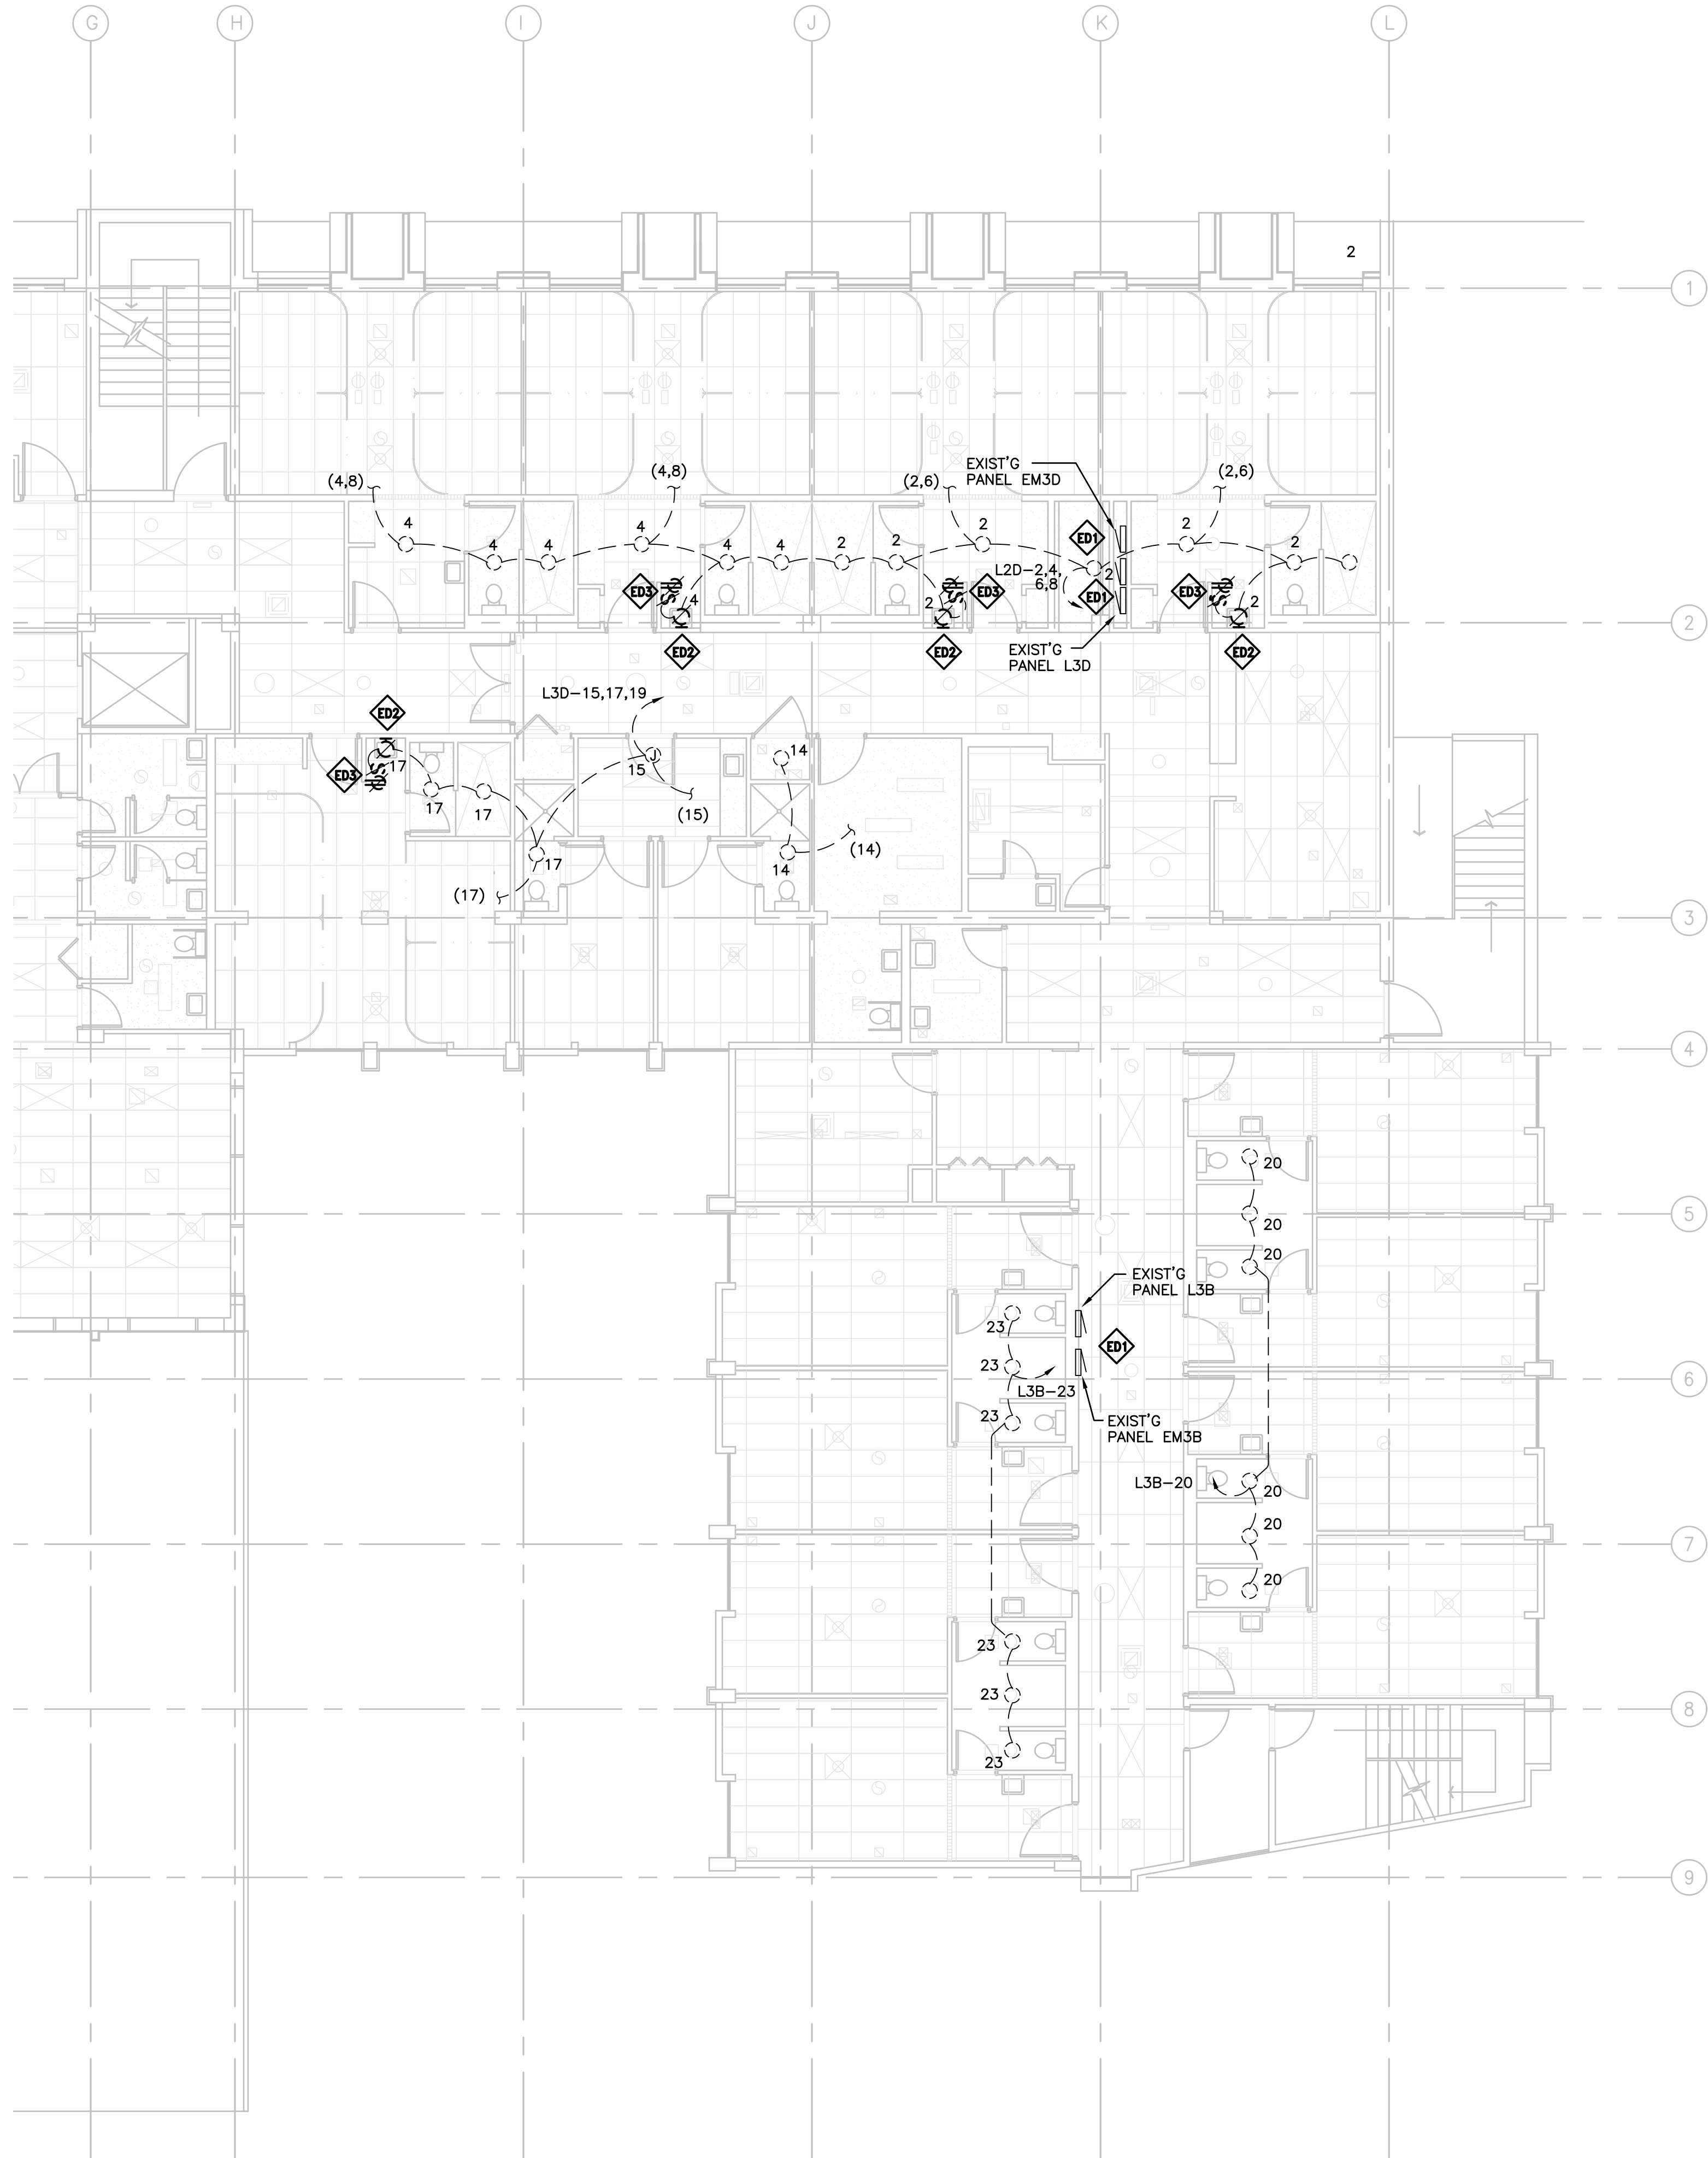 G
H
I
J
K
L
2
1
(4,8)
(4,8)
(2,6)
EXIST'G
PANEL EM3D
(2,6)
4
4
4
4
4
4
2
2
2
ED1
2
2
L2D-2,4,
6,8
2
ED3
4
2
ED3
ED1
ED3
2
2
ED2
ED2
ED2
EXIST'G
PANEL L3D
L3D-15,17,19
ED2
ED3
17
17
17
J
15
14
(15)
(14)
17
14
(17)
3
4
20
5
20
20
EXIST'G
PANEL L3B
23
ED1
23
6
L3B-23
23
EXIST'G
PANEL EM3B
L3B-20
20
20
7
20
23
23
8
23
9